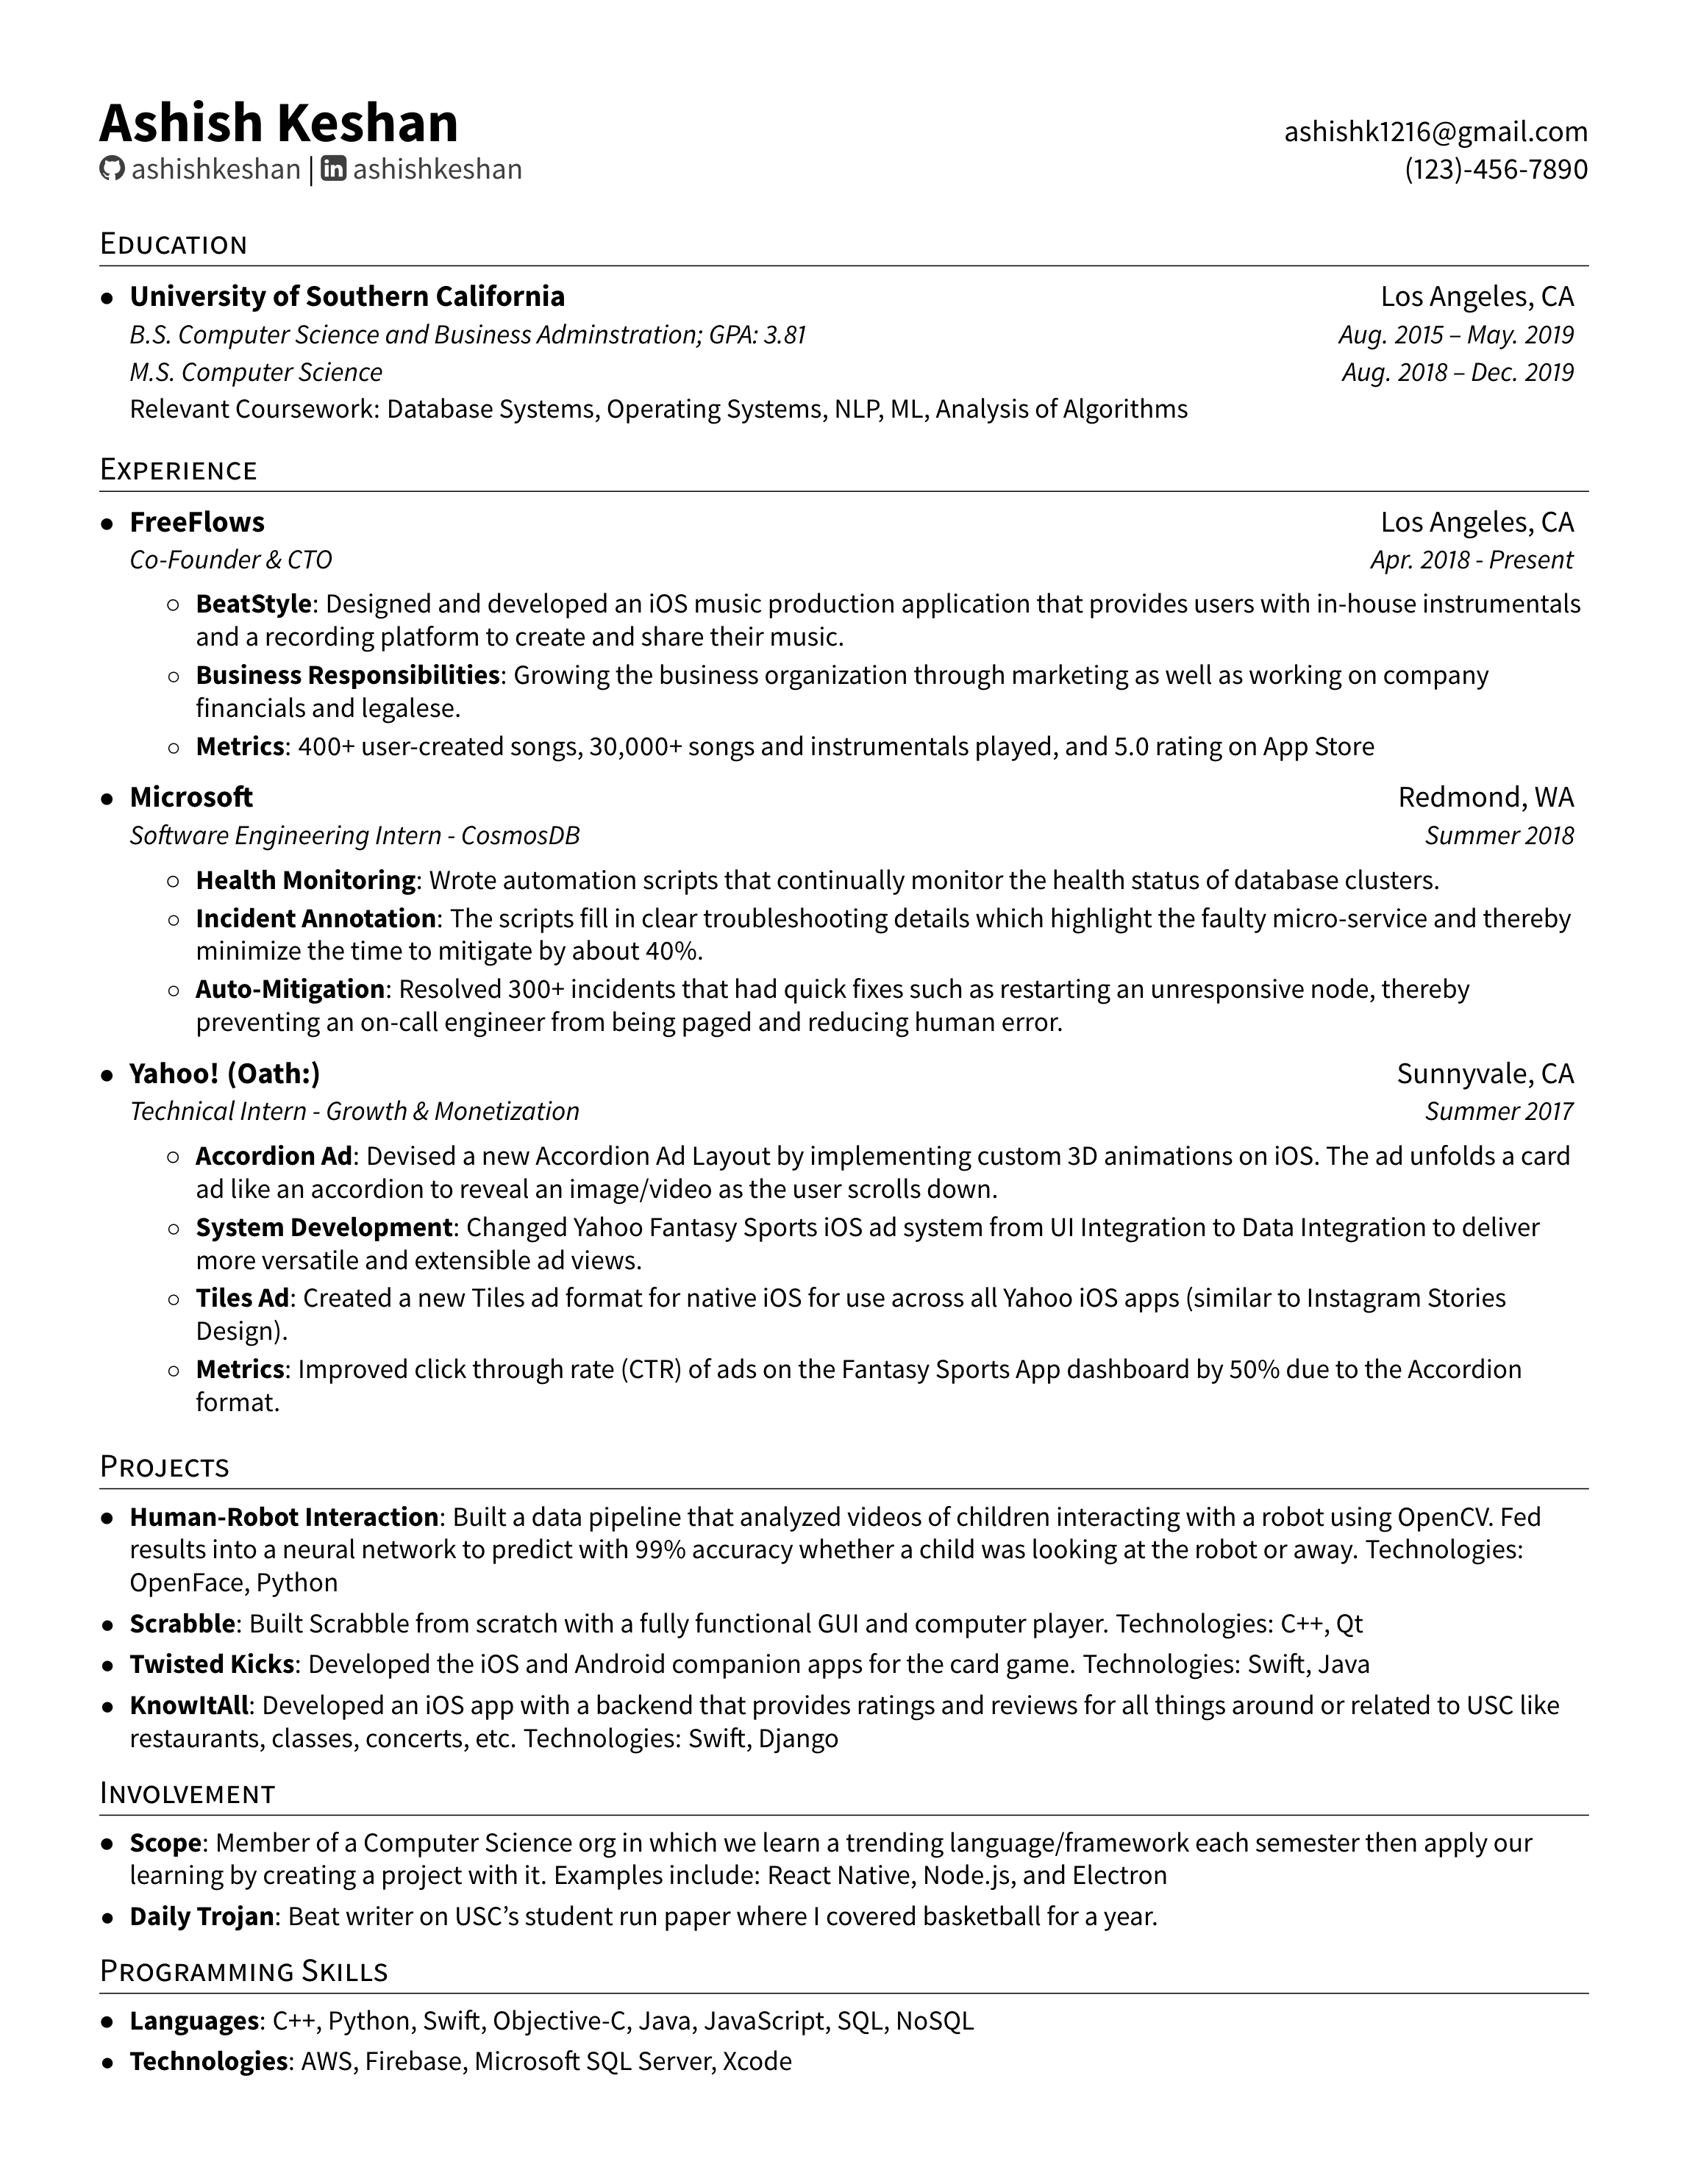 Ashish Keshan
ashishk1216@gmail.com
ashishkeshan | ashishkeshan
(123)-456-7890
Education
• University of Southern California Los Angeles, CA
B.S. Computer Science and Business Adminstration; GPA: 3.81 Aug. 2015 – May. 2019
M.S. Computer Science Aug. 2018 – Dec. 2019
Relevant Coursework: Database Systems, Operating Systems, NLP, ML, Analysis of Algorithms
Experience
• FreeFlows Los Angeles, CA
Co-Founder & CTO Apr. 2018 - Present
○ BeatStyle: Designed and developed an iOS music production application that provides users with in-house instrumentals
and a recording platform to create and share their music.
○ Business Responsibilities: Growing the business organization through marketing as well as working on company
financials and legalese.
○ Metrics: 400+ user-created songs, 30,000+ songs and instrumentals played, and 5.0 rating on App Store
• Microsoft Redmond, WA
Software Engineering Intern - CosmosDB Summer 2018
○ Health Monitoring: Wrote automation scripts that continually monitor the health status of database clusters.
○ Incident Annotation: The scripts fill in clear troubleshooting details which highlight the faulty micro-service and thereby
minimize the time to mitigate by about 40%.
○ Auto-Mitigation: Resolved 300+ incidents that had quick fixes such as restarting an unresponsive node, thereby
preventing an on-call engineer from being paged and reducing human error.
• Yahoo! (Oath:) Sunnyvale, CA
Technical Intern - Growth & Monetization Summer 2017
○ Accordion Ad: Devised a new Accordion Ad Layout by implementing custom 3D animations on iOS. The ad unfolds a card
ad like an accordion to reveal an image/video as the user scrolls down.
○ System Development: Changed Yahoo Fantasy Sports iOS ad system from UI Integration to Data Integration to deliver
more versatile and extensible ad views.
○ Tiles Ad: Created a new Tiles ad format for native iOS for use across all Yahoo iOS apps (similar to Instagram Stories
Design).
○ Metrics: Improved click through rate (CTR) of ads on the Fantasy Sports App dashboard by 50% due to the Accordion
format.
Projects
• Human-Robot Interaction: Built a data pipeline that analyzed videos of children interacting with a robot using OpenCV. Fed
results into a neural network to predict with 99% accuracy whether a child was looking at the robot or away. Technologies:
OpenFace, Python
• Scrabble: Built Scrabble from scratch with a fully functional GUI and computer player. Technologies: C++, Qt
• Twisted Kicks: Developed the iOS and Android companion apps for the card game. Technologies: Swift, Java
• KnowItAll: Developed an iOS app with a backend that provides ratings and reviews for all things around or related to USC like
restaurants, classes, concerts, etc. Technologies: Swift, Django
Involvement
• Scope: Member of a Computer Science org in which we learn a trending language/framework each semester then apply our
learning by creating a project with it. Examples include: React Native, Node.js, and Electron
• Daily Trojan: Beat writer on USC’s student run paper where I covered basketball for a year.
Programming Skills
• Languages: C++, Python, Swift, Objective-C, Java, JavaScript, SQL, NoSQL
• Technologies: AWS, Firebase, Microsoft SQL Server, Xcode